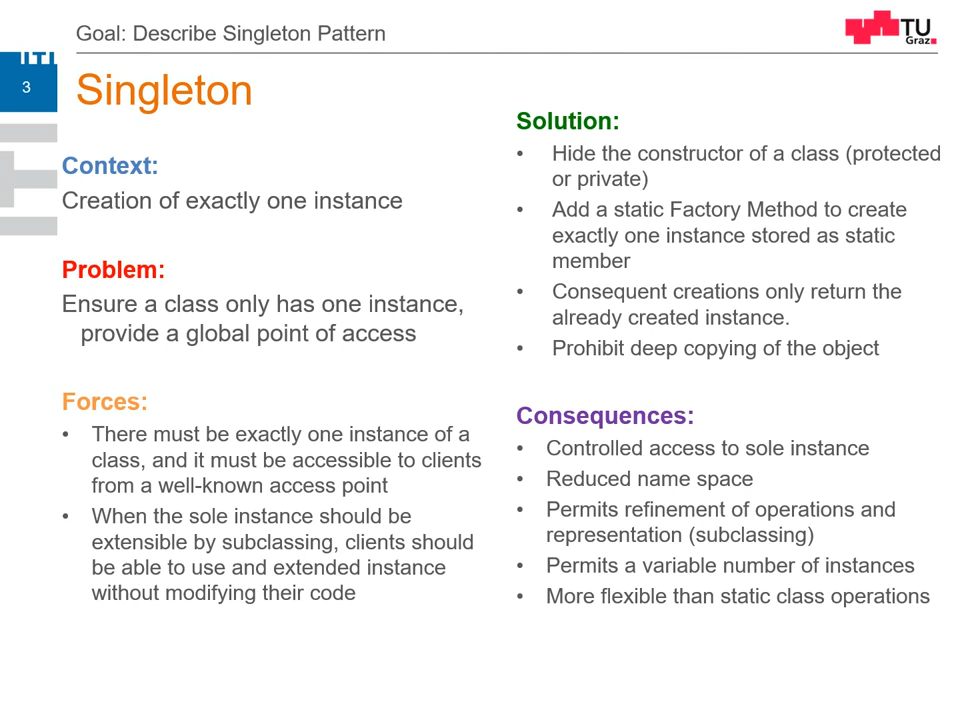 Goal: Describe Singleton Pattern
TU
Graz
3
Singleton
Context:
Creation of exactly one instance
Problem:
Ensure a class only has one instance,
provide a global point of access
Forces:
• There must be exactly one instance of a
class, and it must be accessible to clients
from a well-known access point
• When the sole instance should be
extensible by subclassing, clients should
be able to use and extended instance
without modifying their code
Solution:
• Hide the constructor of a class (protected
or private)
• Add a static Factory Method to create
exactly one instance stored as static
member
• Consequent creations only return the
already created instance.
• Prohibit deep copying of the object
Consequences:
• Controlled access to sole instance
• Reduced name space
• Permits refinement of operations and
representation (subclassing)
• Permits a variable number of instances
• More flexible than static class operations